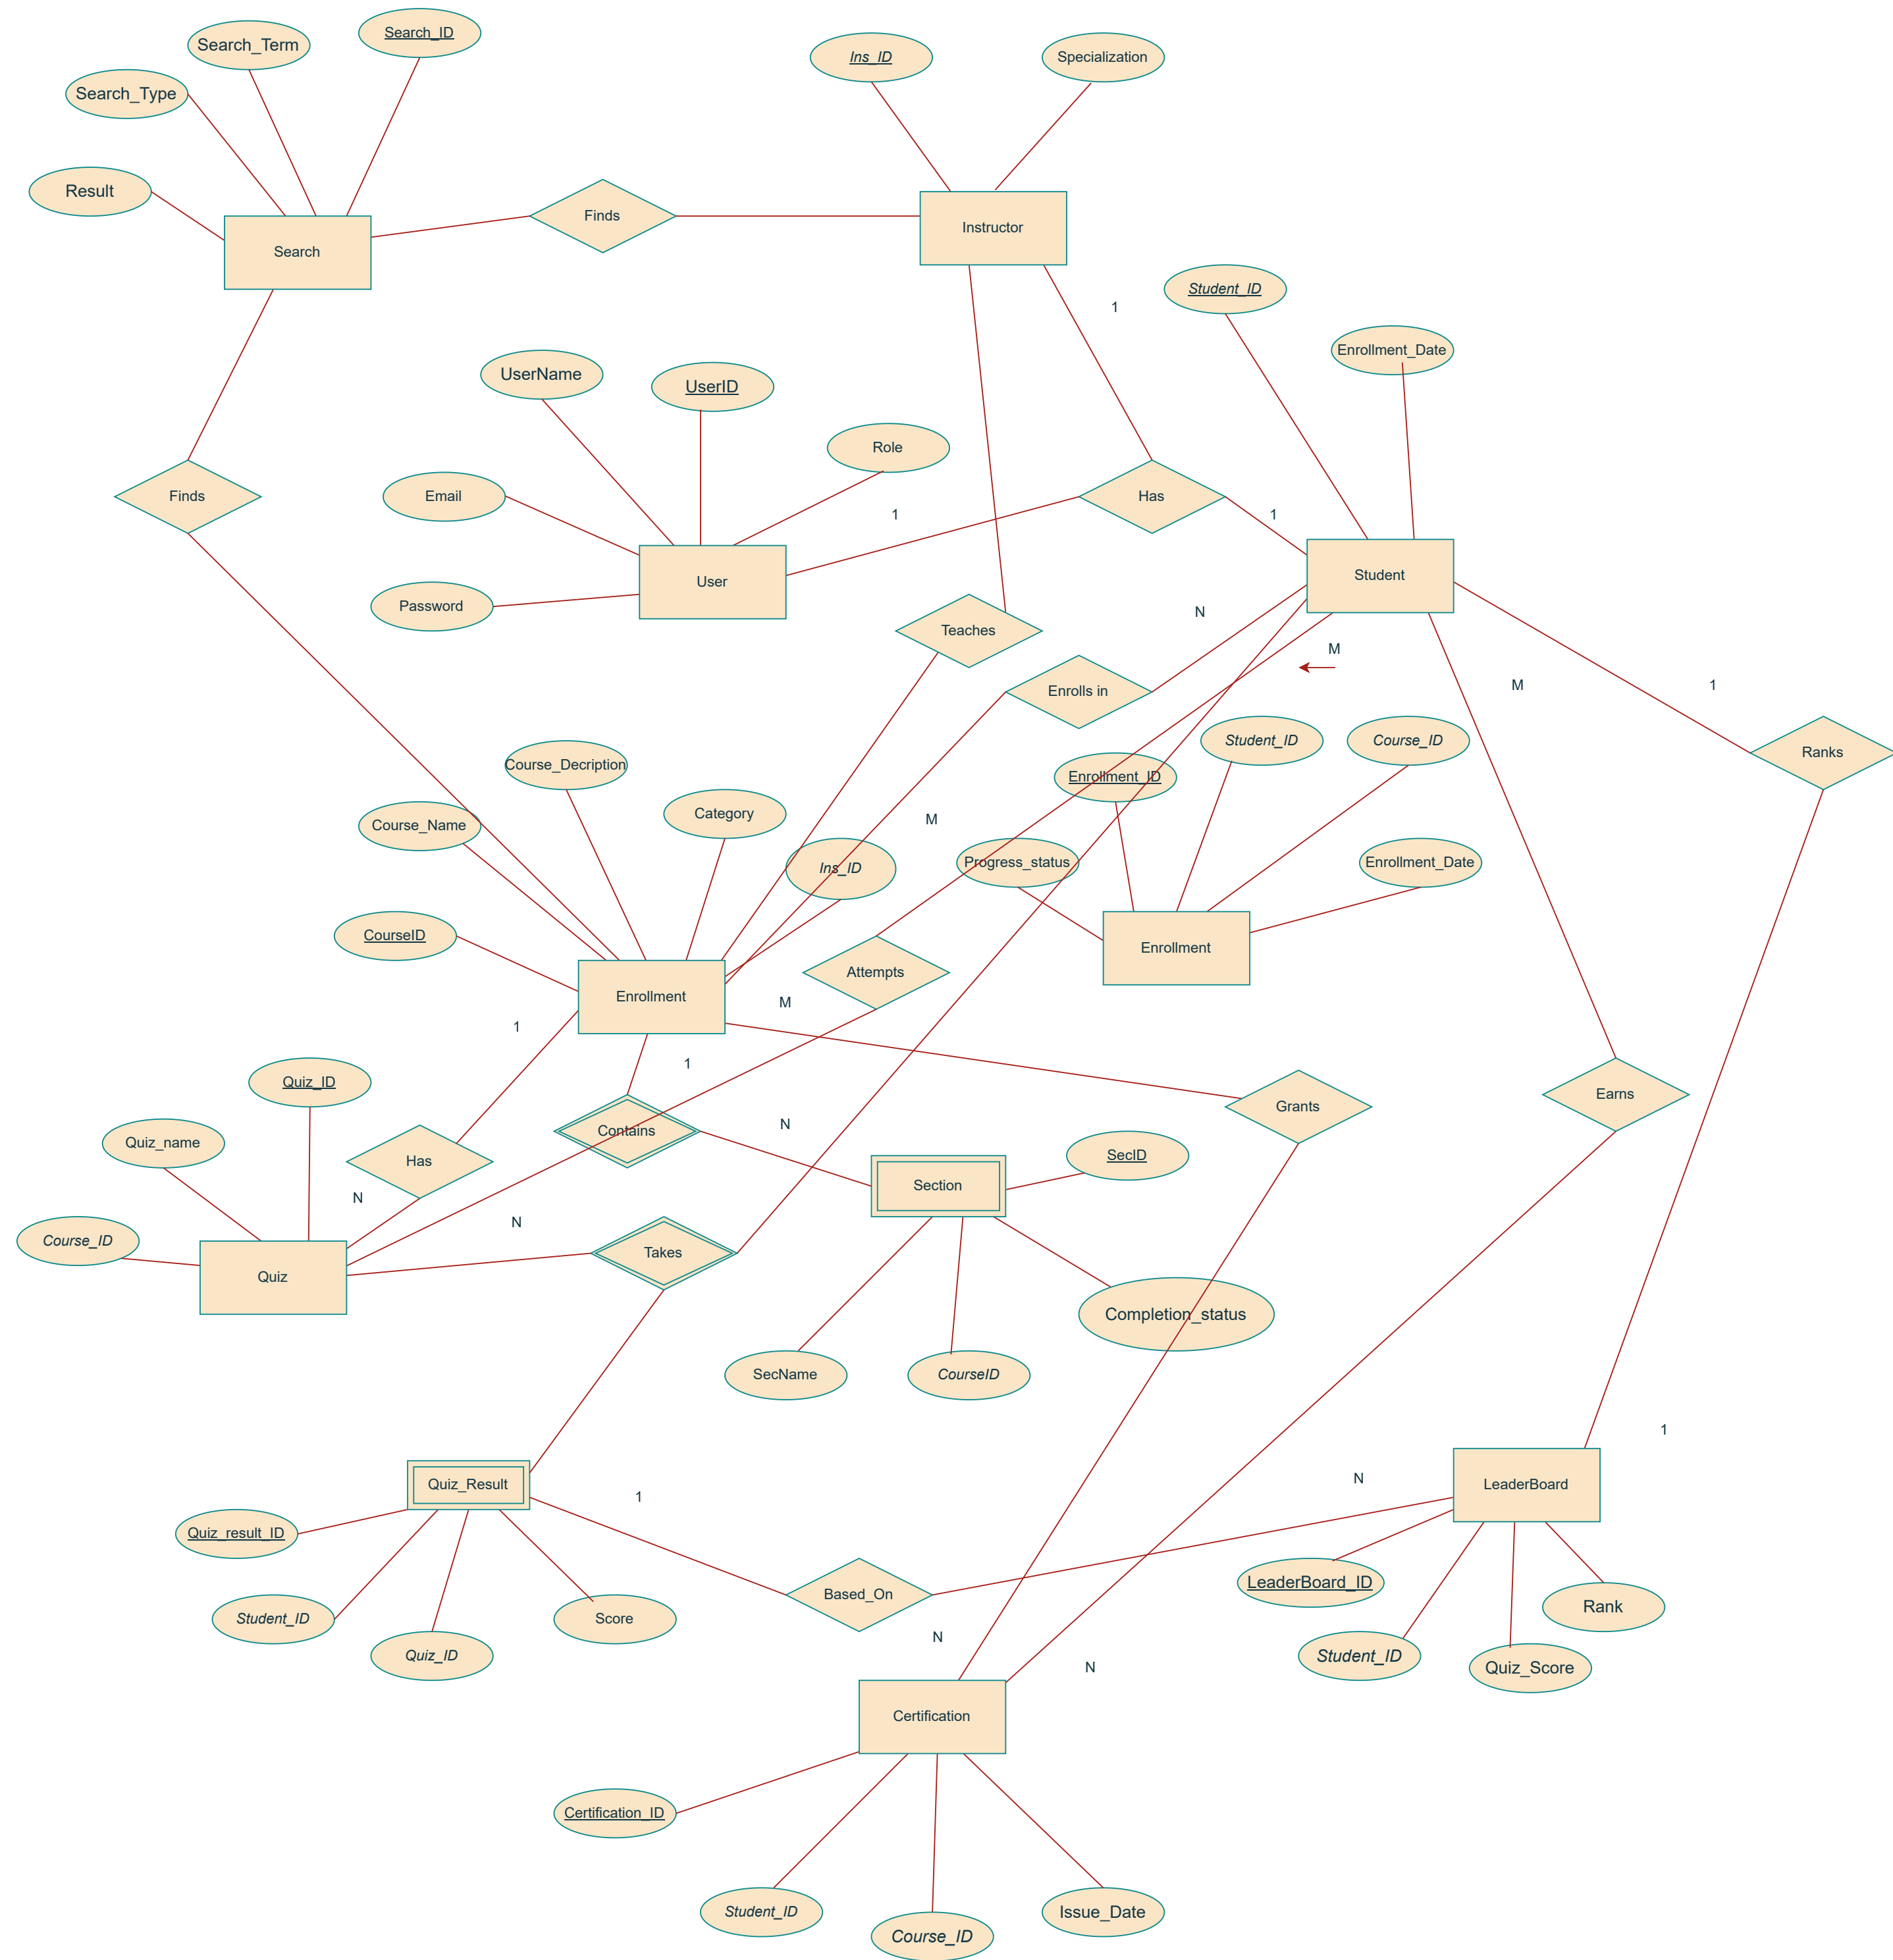 Search_ID
Search_Term
Ins_ID
Specialization
Search_Type
Result
Finds
Instructor
Search
Student_ID
1
Enrollment_Date
UserName
UserID
Role
Email
Finds
Has
1
1
User
Student
Password
Teaches
N
M
Enrolls in
M
1
Student_ID
Course_ID
Ranks
Course_Decription
Enrollment_ID
Category
M
Course_Name
Ins_ID
Progress_status
Enrollment_Date
CourseID
Enrollment
Attempts
Enrollment
M
1
1
Quiz_ID
Earns
Grants
N
Contains
Quiz_name
SecID
Has
Section
N
N
Course_ID
Takes
Quiz
Completion_status
SecName
CourseID
1
N
Quiz_Result
LeaderBoard
1
Quiz_result_ID
LeaderBoard_ID
Based_On
Rank
Student_ID
Score
N
Quiz_ID
Student_ID
Quiz_Score
N
Certification
Certification_ID
Student_ID
Issue_Date
Course_ID